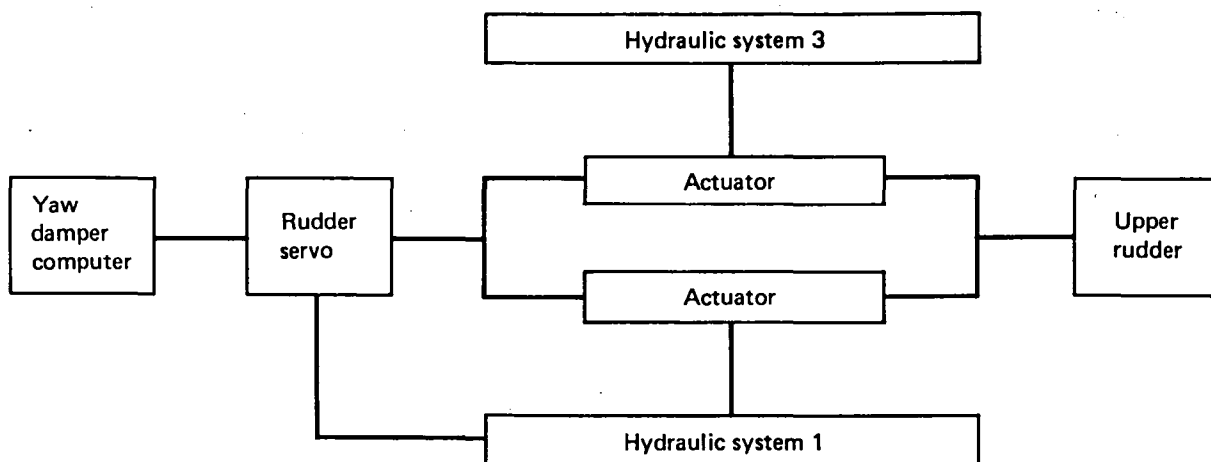 Hydraulic system 3
Actuator
Yaw
damper
computer
Rudder
servo
Upper
rudder
Actuator
Hydraulic system 1